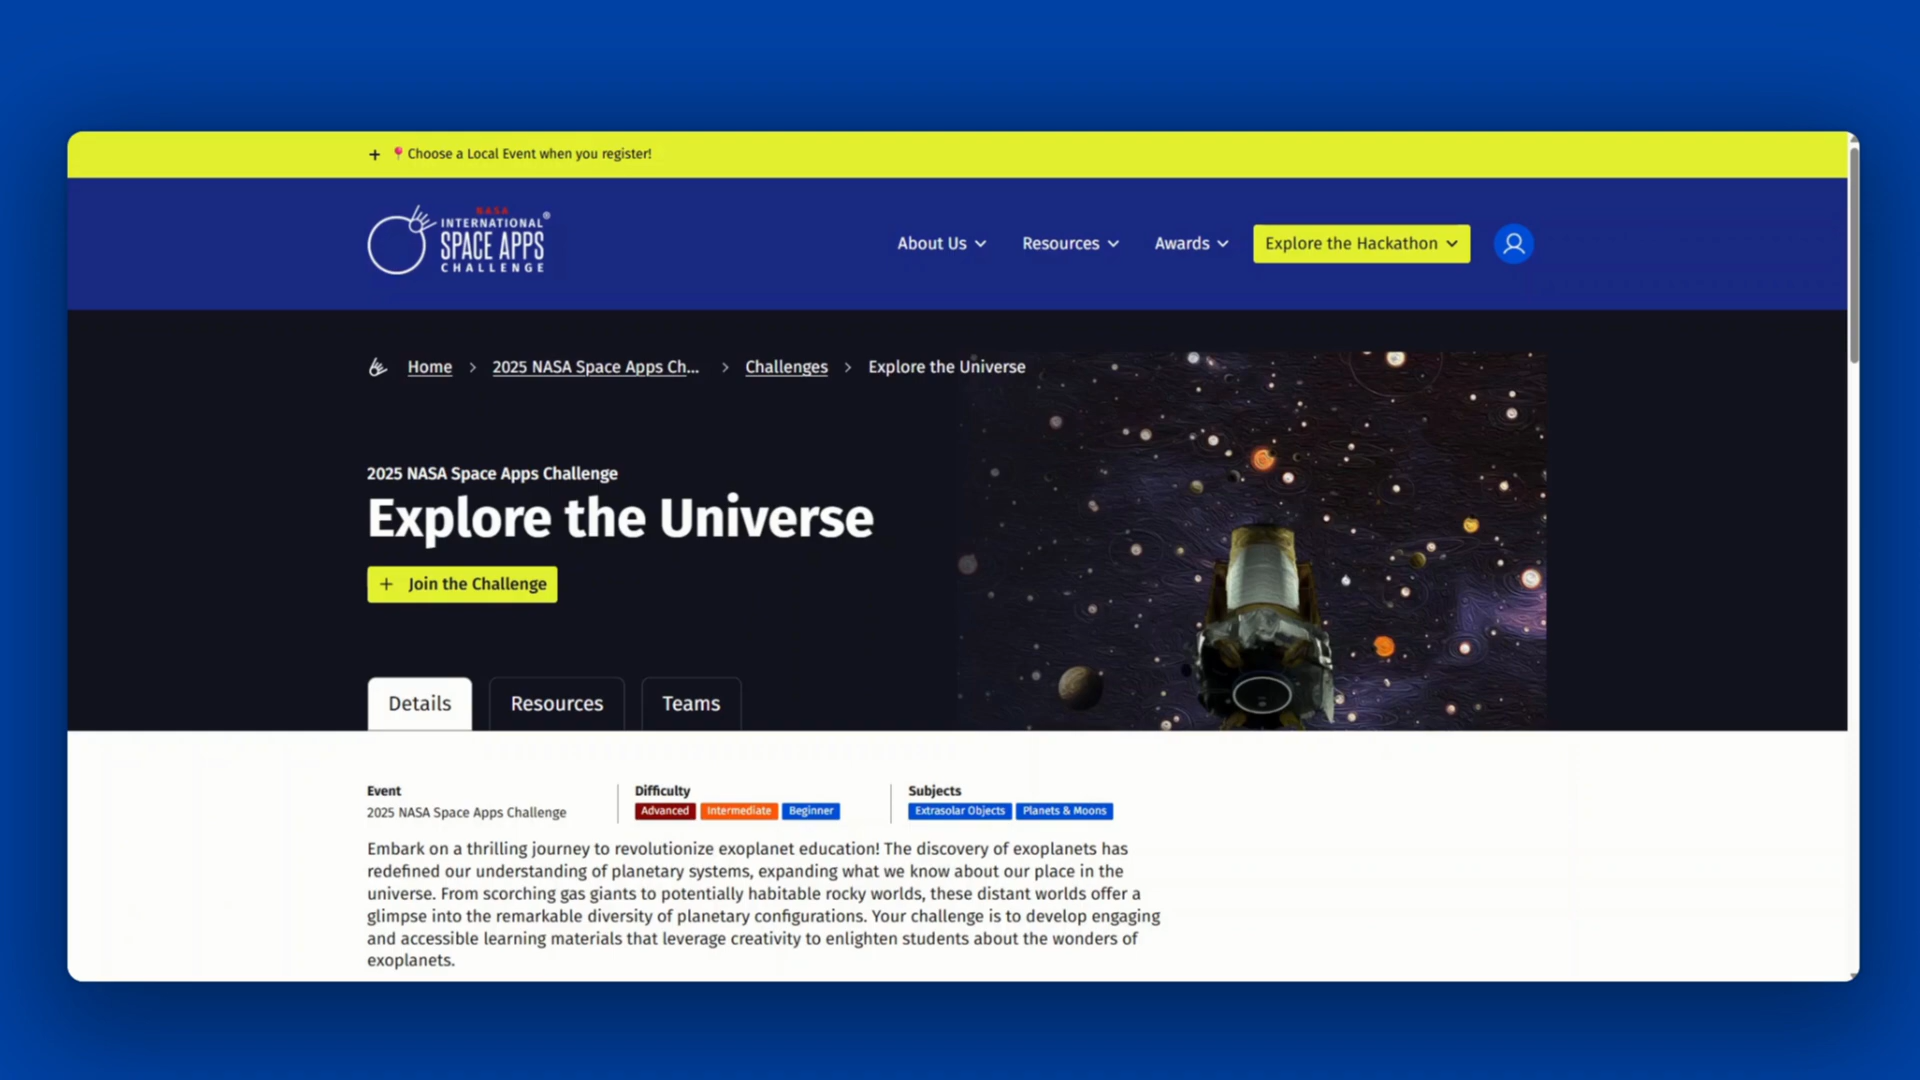 + Choose a Local Event when you register!
NASA
INTERNATIONAL®
SPACE APPS
CHALLENGE
About Us Resources Awards Explore the Hackathon
Home > 2025 NASA Space Apps Ch... > Challenges > Explore the Universe
2025 NASA Space Apps Challenge
Explore the Universe
+ Join the Challenge
Details Resources Teams
Event Difficulty Subjects
2025 NASA Space Apps Challenge Advanced Intermediate Beginner Extrasolar Objects Planets & Moons
Embark on a thrilling journey to revolutionize exoplanet education! The discovery of exoplanets has
redefined our understanding of planetary systems, expanding what we know about our place in the
universe. From scorching gas giants to potentially habitable rocky worlds, these distant worlds offer a
glimpse into the remarkable diversity of planetary configurations. Your challenge is to develop engaging
and accessible learning materials that leverage creativity to enlighten students about the wonders of
exoplanets.